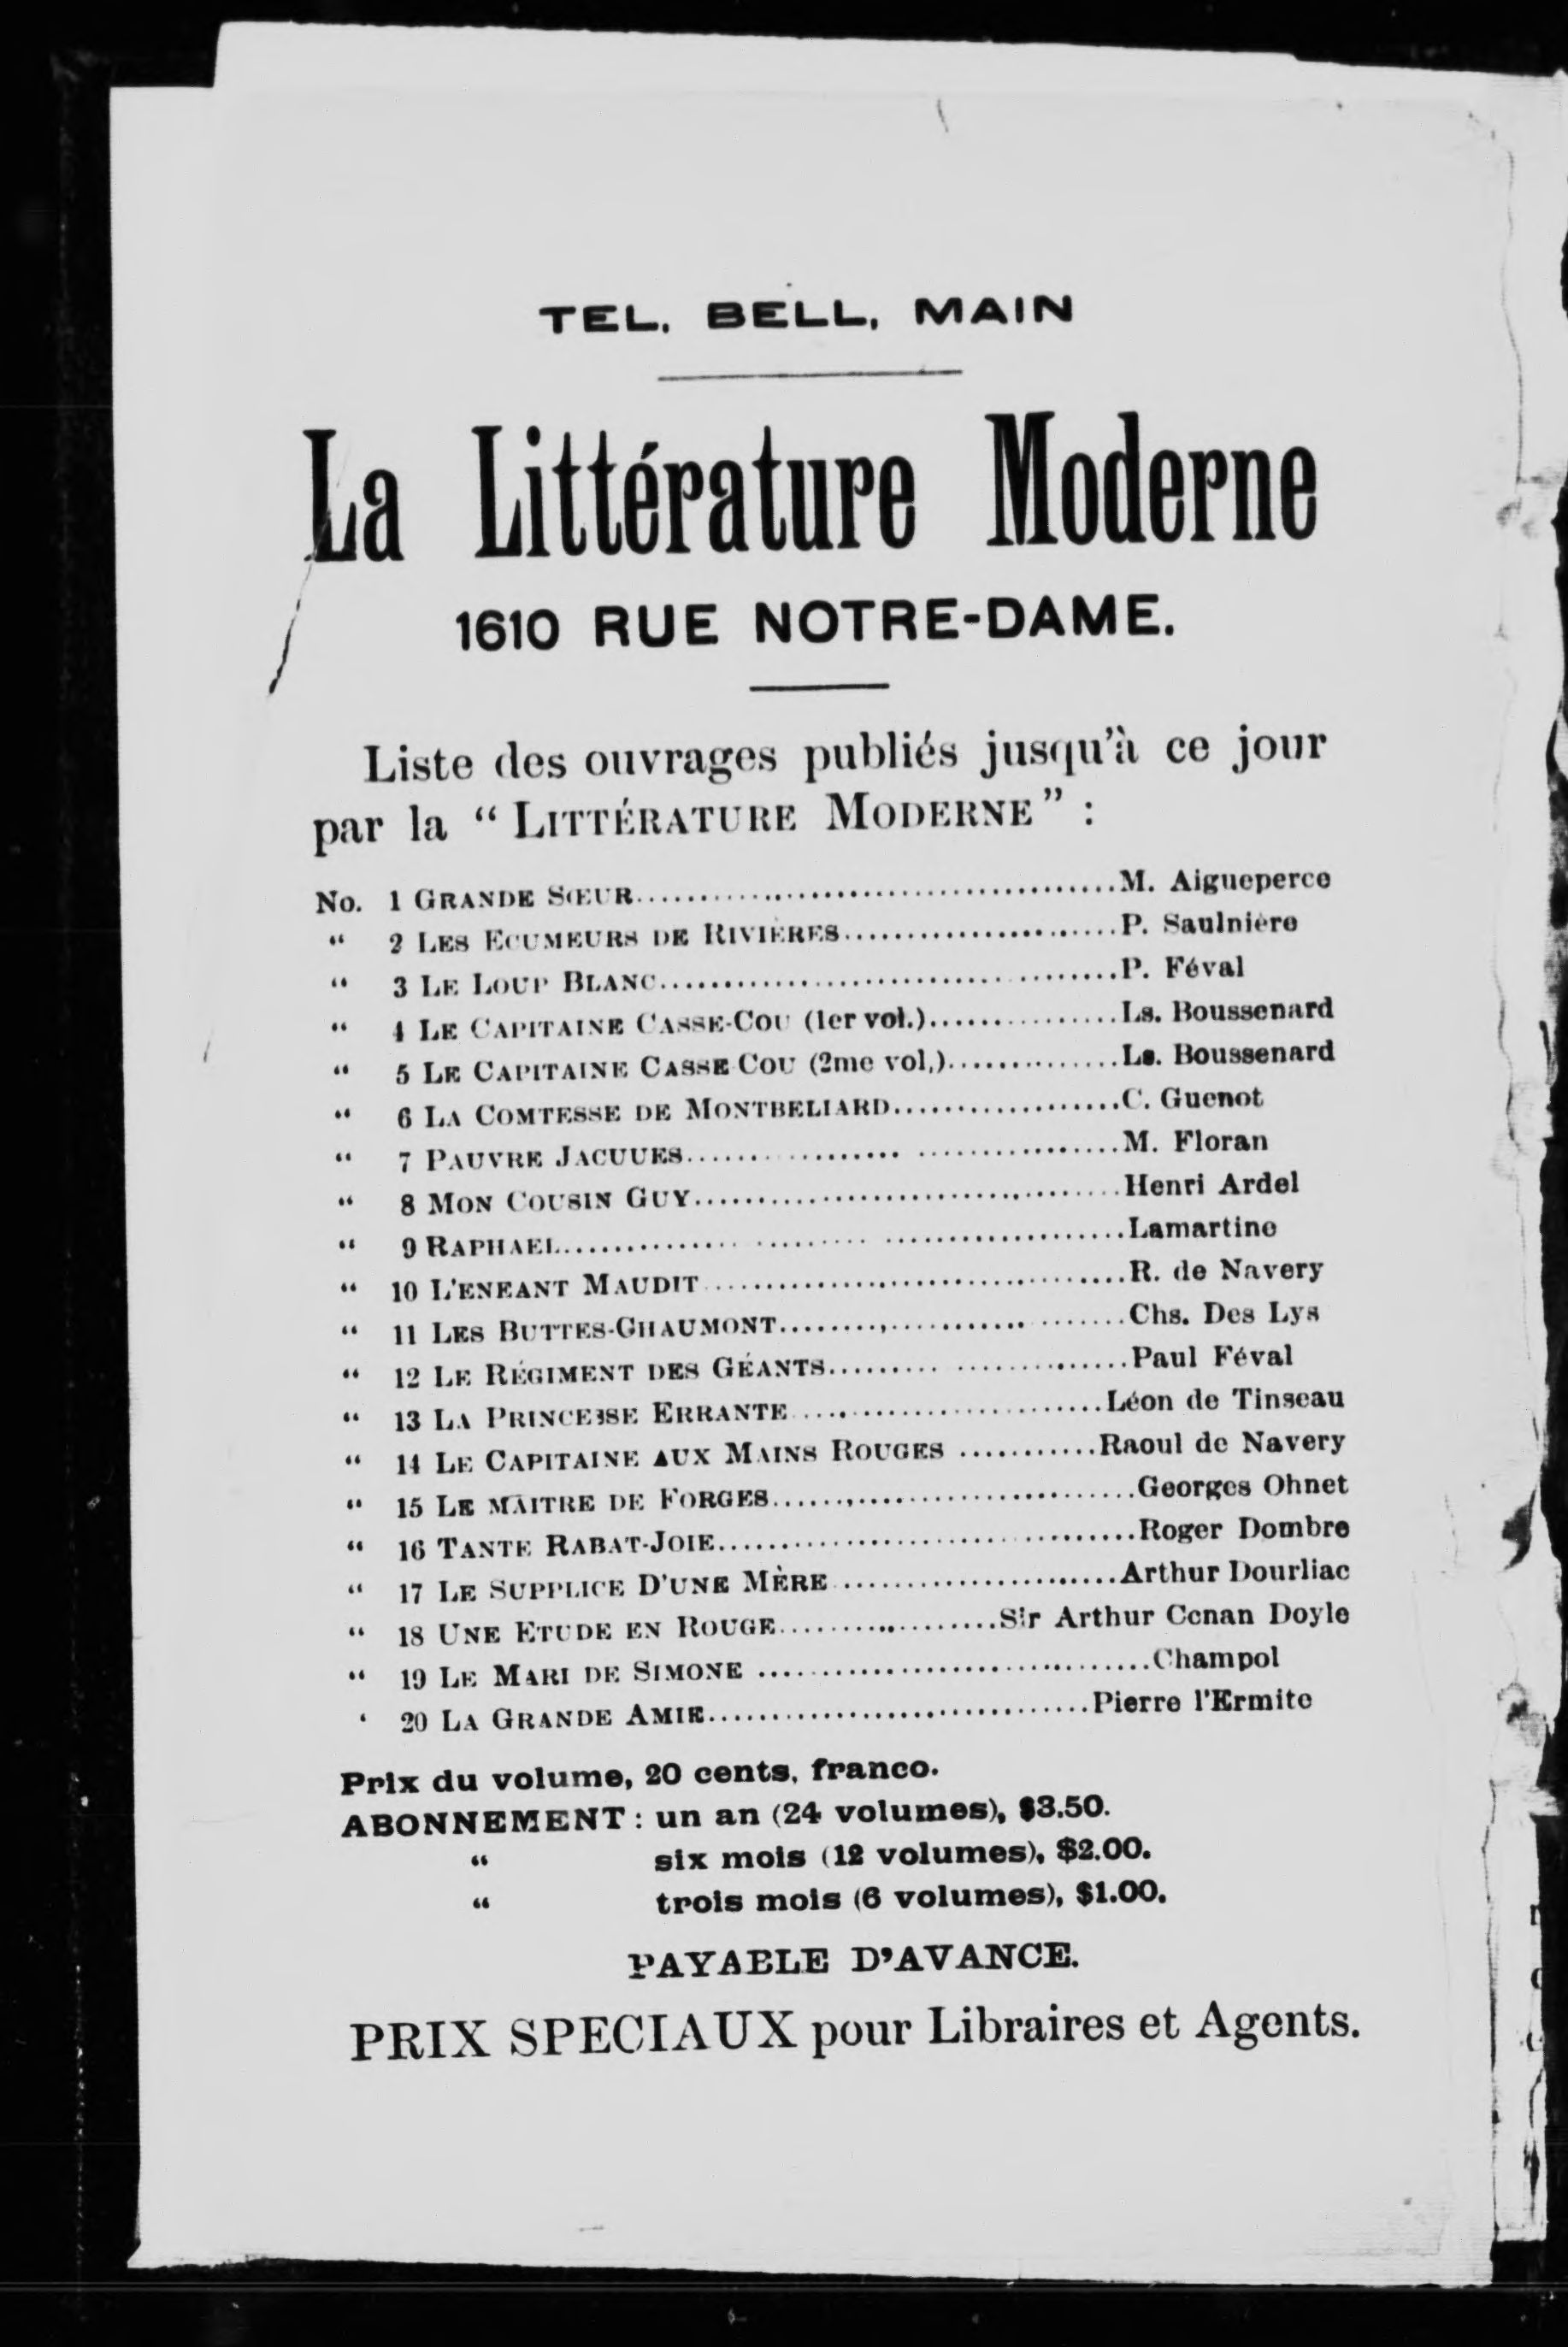 TEL. BELL, MAIN
La Littérature Moderne
1610 RUE NOTRE-DAME.
Liste des ouvrages publiés jusqu'à ce jour
par la “ LITTÉRATURE MODERNE ” :
No. 1 GRANDE SŒUR........................................M. Aigueperce
“ 2 LES ECUMEURS DE RIVIÈRES........................P. Saulnière
“ 3 LE LOUP BLANC........................................P. Féval
“ 4 LE CAPITAINE CASSE-COU (1er vol.)................Ls. Boussenard
“ 5 LE CAPITAINE CASSE COU (2me vol,)...............Ls. Boussenard
“ 6 LA COMTESSE DE MONTBELIARD....................C. Guenot
“ 7 PAUVRE JACUUES..................................M. Floran
“ 8 MON COUSIN GUY..................................Henri Ardel
“ 9 RAPHAEL............................................Lamartine
“ 10 L'ENEANT MAUDIT..................................R. de Navery
“ 11 LES BUTTES-GHAUMONT............................Chs. Des Lys
“ 12 LE RÉGIMENT DES GÉANTS........................Paul Féval
“ 13 LA PRINCESSE ERRANTE..........................Léon de Tinseau
“ 14 LE CAPITAINE AUX MAINS ROUGES ...........Raoul de Navery
“ 15 LE MAITRE DE FORGES............................Georges Ohnet
“ 16 TANTE RABAT-JOIE..................................Roger Dombre
“ 17 LE SUPPLICE D'UNE MÈRE........................Arthur Dourliac
“ 18 UNE ETUDE EN ROUGE....................Sir Arthur Conan Doyle
“ 19 LE MARI DE SIMONE ................................Champol
‘ 20 LA GRANDE AMIE................................Pierre l'Ermite
Prix du volume, 20 cents, franco.
ABONNEMENT : un an (24 volumes), $3.50.
“ six mois (12 volumes), $2.00.
“ trois mois (6 volumes), $1.00.
PAYABLE D'AVANCE.
PRIX SPECIAUX pour Libraires et Agents.